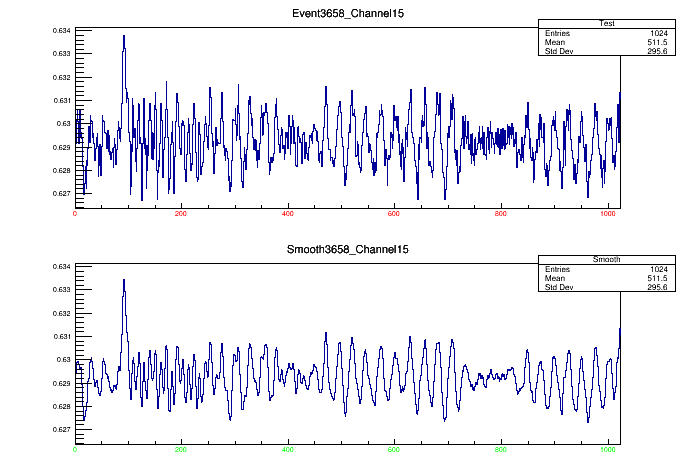 Event3658_Channel15
Test
Entries 1024
Mean 511.5
Std Dev 295.6
0.634
0.633
0.632
0.631
0.63
0.629
0.628
0.627
0 200 400 600 800 1000
Smooth3658_Channel15
Smooth
Entries 1024
Mean 511.5
Std Dev 295.6
0.634
0.633
0.632
0.631
0.63
0.629
0.628
0.627
0 200 400 600 800 1000